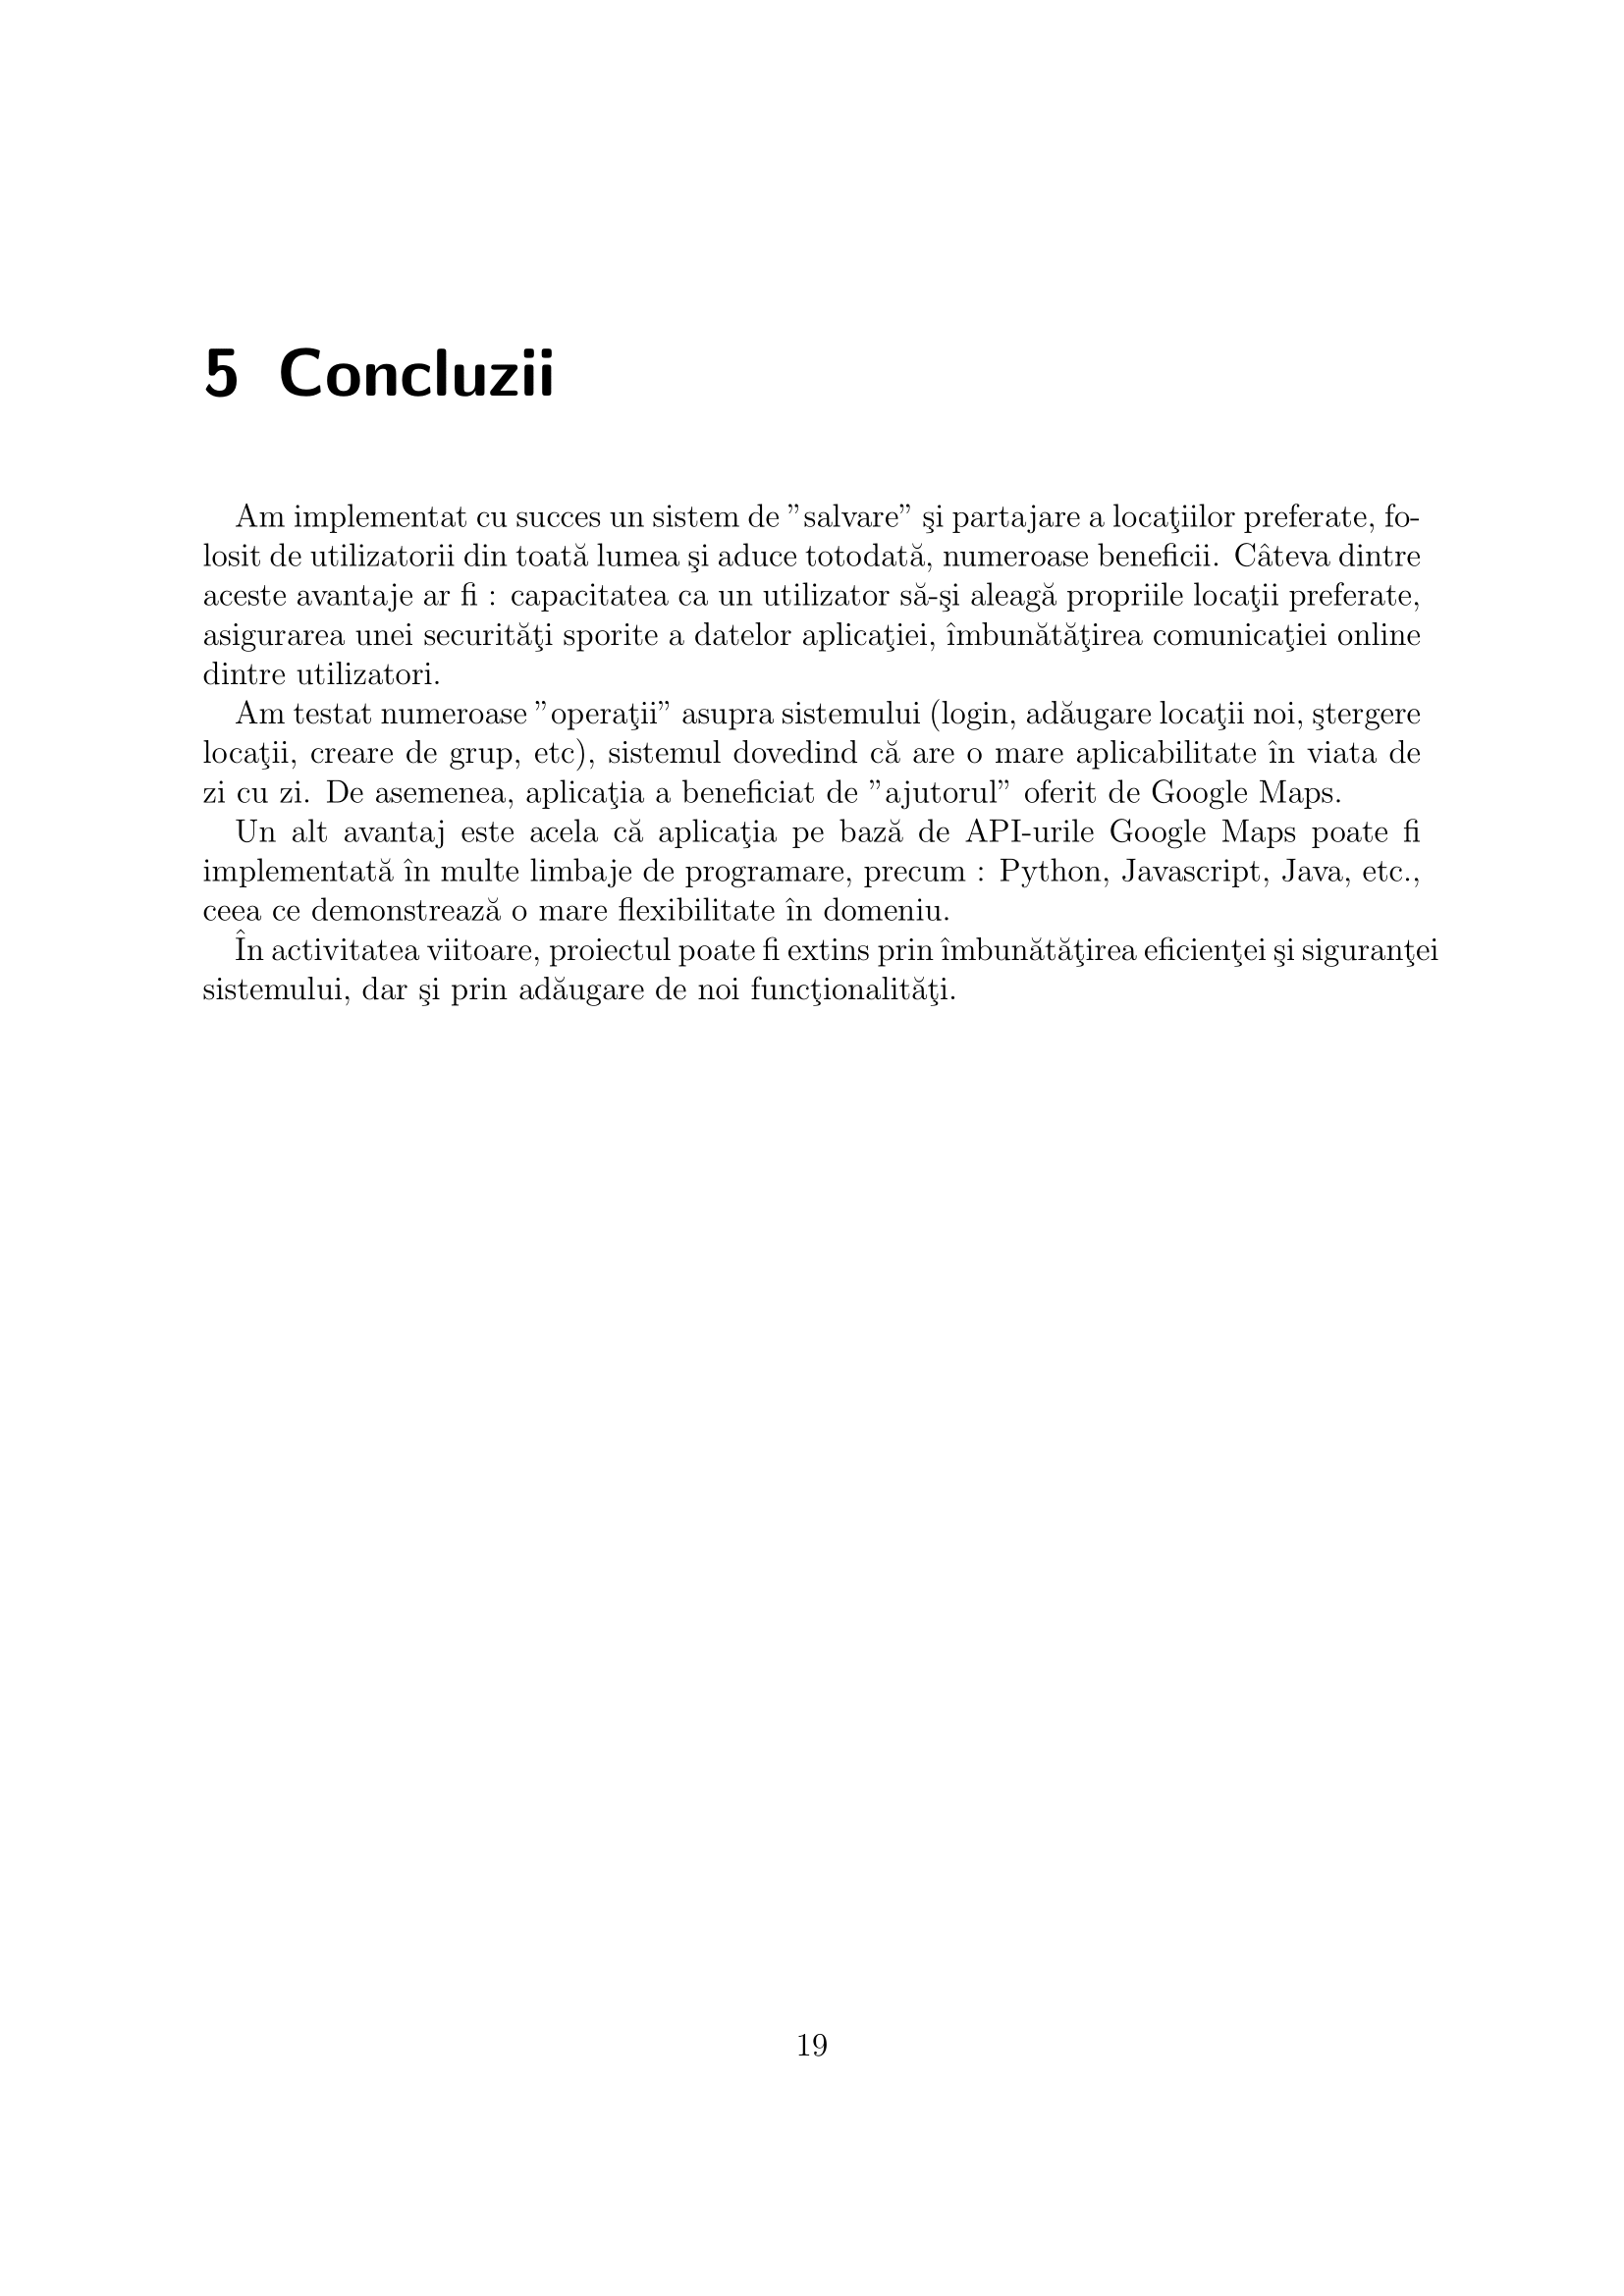 5 Concluzii
Am implementat cu succes un sistem de ”salvare” şi partajare a locaţiilor preferate, fo-
losit de utilizatorii din toată lumea şi aduce totodată, numeroase beneficii. Câteva dintre
aceste avantaje ar fi : capacitatea ca un utilizator să-şi aleagă propriile locaţii preferate,
asigurarea unei securităţi sporite a datelor aplicaţiei, îmbunătăţirea comunicaţiei online
dintre utilizatori.
Am testat numeroase ”operaţii” asupra sistemului (login, adăugare locaţii noi, ştergere
locaţii, creare de grup, etc), sistemul dovedind că are o mare aplicabilitate în viata de
zi cu zi. De asemenea, aplicaţia a beneficiat de ”ajutorul” oferit de Google Maps.
Un alt avantaj este acela că aplicaţia pe bază de API-urile Google Maps poate fi
implementată în multe limbaje de programare, precum : Python, Javascript, Java, etc.,
ceea ce demonstrează o mare flexibilitate în domeniu.
În activitatea viitoare, proiectul poate fi extins prin îmbunătăţirea eficienţei şi siguranţei
sistemului, dar şi prin adăugare de noi funcţionalităţi.
19